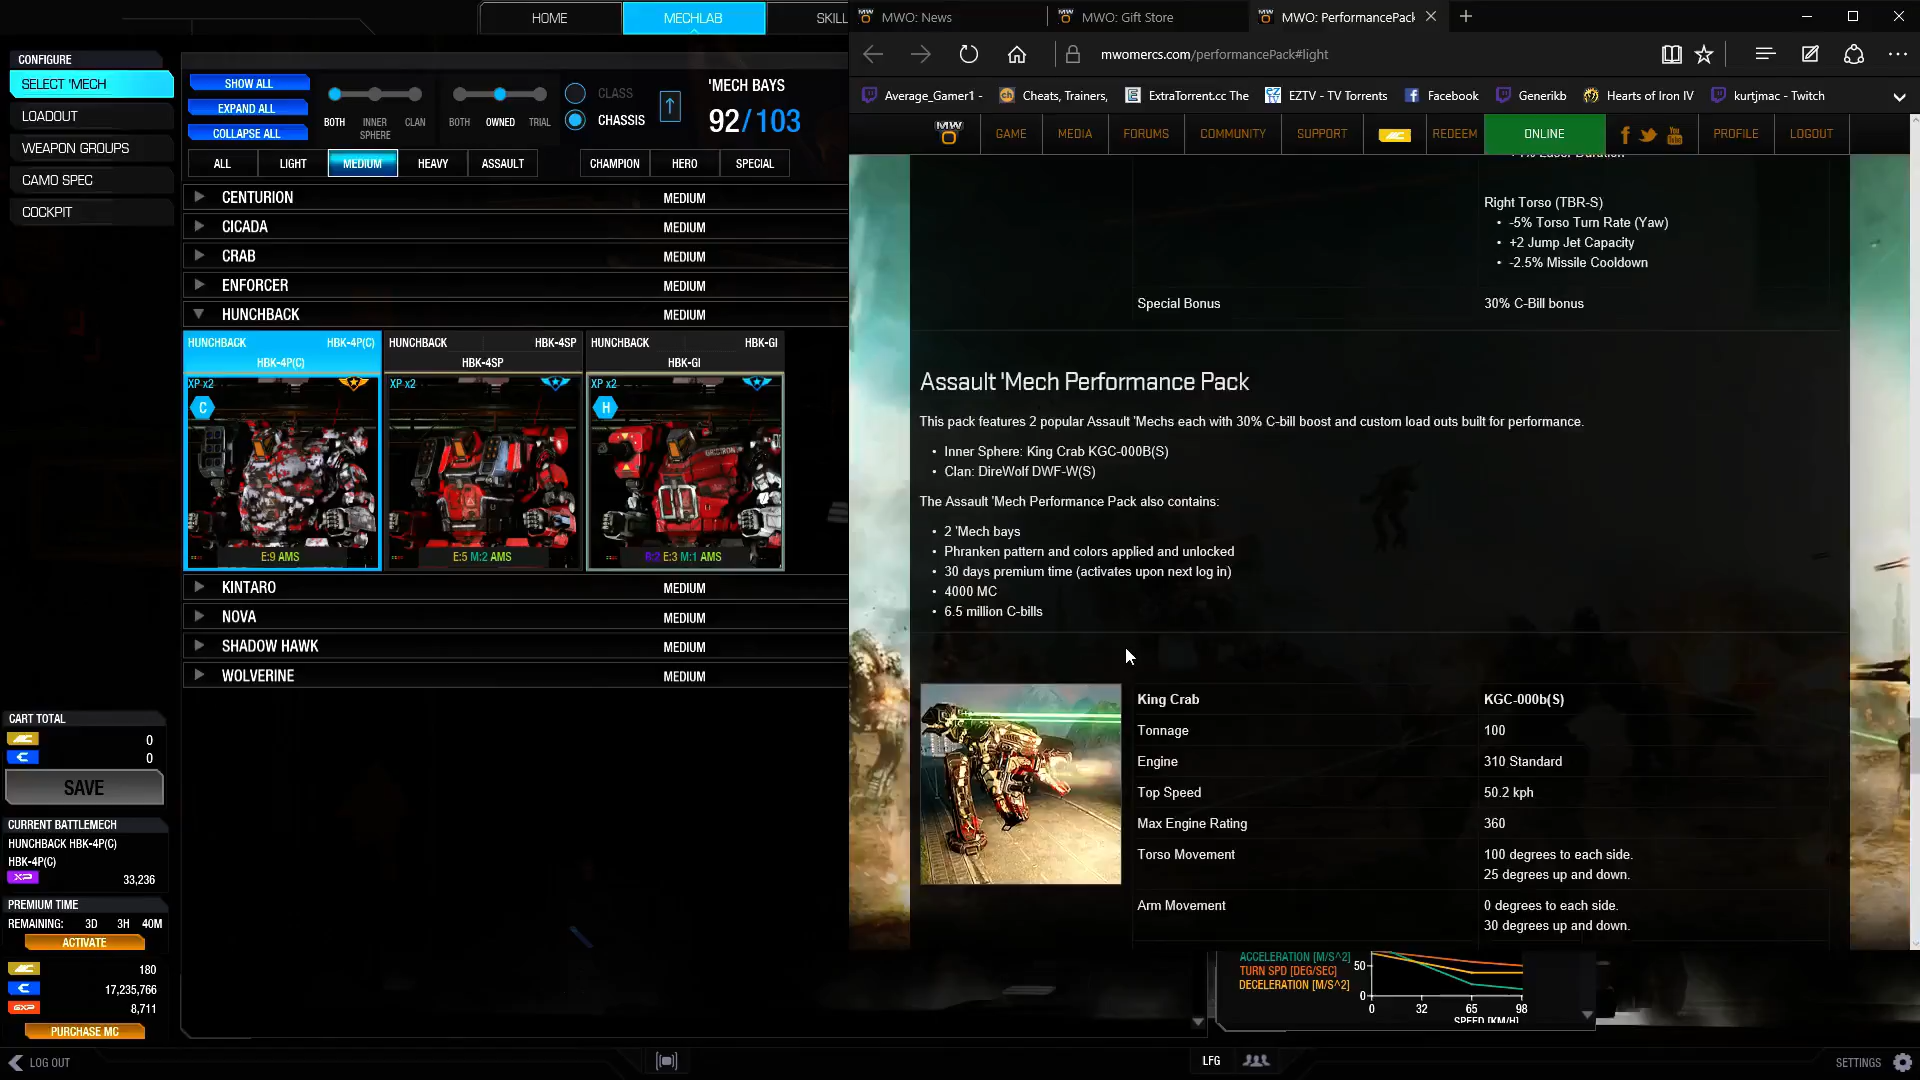 CONFIGURE
SELECT 'MECH
LOADOUT
WEAPON GROUPS
CAMO SPEC
COCKPIT
HOME
MECHLAB
SKILL
SHOW ALL
EXPAND ALL
COLLAPSE ALL
BOTH
INNER SPHERE
CLAN
BOTH
OWNED
TRIAL
CLASS
CHASSIS
'MECH BAYS
92/103
ALL
LIGHT
MEDIUM
HEAVY
ASSAULT
CHAMPION
HERO
SPECIAL
CENTURION MEDIUM
CICADA MEDIUM
CRAB MEDIUM
ENFORCER MEDIUM
HUNCHBACK MEDIUM
HUNCHBACK HBK-4P(C)
HBK-4P(C)
XP x2
C
E:9 AMS
HUNCHBACK HBK-4SP
HBK-4SP
XP x2
E:5 M:2 AMS
HUNCHBACK HBK-GI
HBK-GI
XP x2
H
GRIDIRON
B:2 E:3 M:1 AMS
KINTARO MEDIUM
NOVA MEDIUM
SHADOW HAWK MEDIUM
WOLVERINE MEDIUM
CART TOTAL
0
C 0
SAVE
CURRENT BATTLEMECH
HUNCHBACK HBK-4P(C)
HBK-4P(C)
XP 33,236
PREMIUM TIME
REMAINING: 3D 3H 40M
ACTIVATE
180
C 17,235,766
GXP 8,711
PURCHASE MC
LOG OUT
MWO: News
MWO: Gift Store
MWO: PerformancePack
mwomercs.com/performancePack#light
Average_Gamer1 -
Cheats, Trainers,
ExtraTorrent.cc The
EZTV - TV Torrents
Facebook
Generikb
Hearts of Iron IV
kurtjmac - Twitch
MW
GAME
MEDIA
FORUMS
COMMUNITY
SUPPORT
REDEEM
ONLINE
PROFILE
LOGOUT
Right Torso (TBR-S)
• -5% Torso Turn Rate (Yaw)
• +2 Jump Jet Capacity
• -2.5% Missile Cooldown
Special Bonus 30% C-Bill bonus
Assault 'Mech Performance Pack
This pack features 2 popular Assault 'Mechs each with 30% C-bill boost and custom load outs built for performance.
• Inner Sphere: King Crab KGC-000B(S)
• Clan: DireWolf DWF-W(S)
The Assault 'Mech Performance Pack also contains:
• 2 'Mech bays
• Phranken pattern and colors applied and unlocked
• 30 days premium time (activates upon next log in)
• 4000 MC
• 6.5 million C-bills
King Crab KGC-000b(S)
Tonnage 100
Engine 310 Standard
Top Speed 50.2 kph
Max Engine Rating 360
Torso Movement 100 degrees to each side.
25 degrees up and down.
Arm Movement 0 degrees to each side.
30 degrees up and down.
ACCELERATION [M/S^2]
TURN SPD [DEG/SEC]
DECELERATION [M/S^2]
50
0
0 32 65 98
SPEED [KM/H]
LFG
SETTINGS